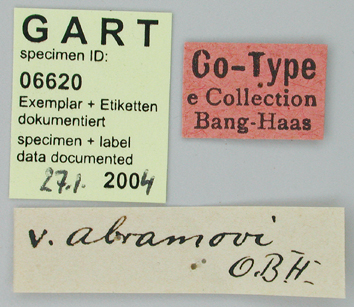 GART
specimen ID:
06620
Exemplar + Etiketten
dokumentiert
specimen + label
data documented
27.1. 2004
Co-Type
e Collection
Bang-Haas
v. abramovi
O.B.H.